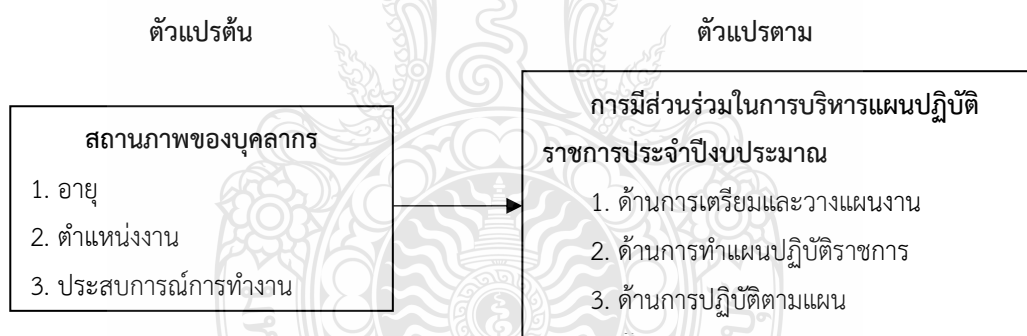 ตัวแปรต้น
ตัวแปรตาม
สถานภาพของบุคลากร
1. อายุ
2. ตำแหน่งงาน
3. ประสบการณ์การทำงาน
การมีส่วนร่วมในการบริหารแผนปฏิบัติ
ราชการประจำปีงบประมาณ
1. ด้านการเตรียมและวางแผนงาน
2. ด้านการทำแผนปฏิบัติราชการ
3. ด้านการปฏิบัติตามแผน